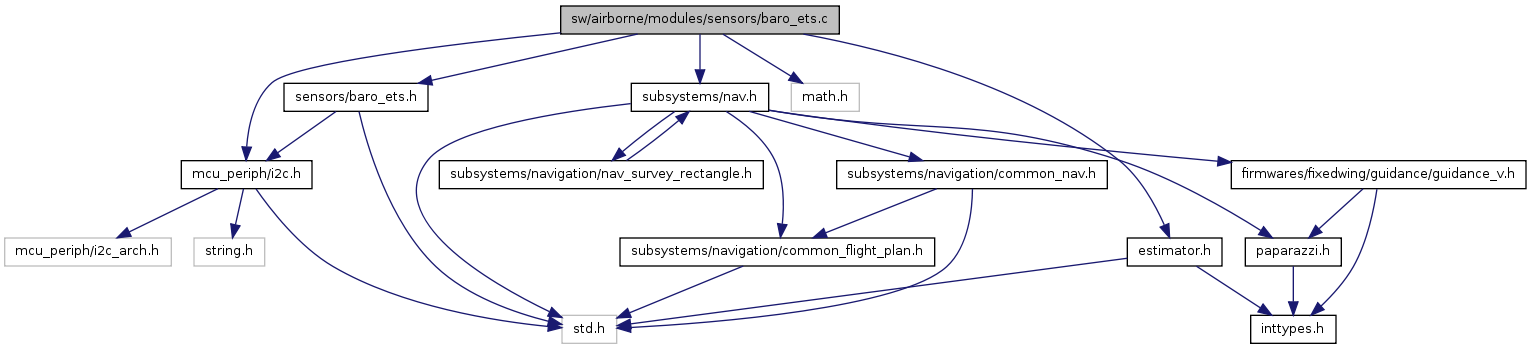 sw/airborne/modules/sensors/baro_ets.c
sensors/baro_ets.h
subsystems/nav.h
math.h
mcu_periph/i2c.h
subsystems/navigation/nav_survey_rectangle.h
subsystems/navigation/common_nav.h
firmwares/fixedwing/guidance/guidance_v.h
mcu_periph/i2c_arch.h
string.h
subsystems/navigation/common_flight_plan.h
estimator.h
paparazzi.h
std.h
inttypes.h